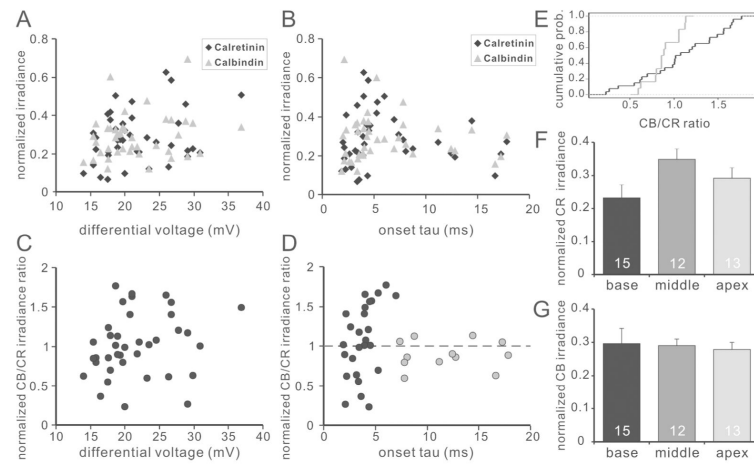 A
B
E
0.8
0.6
0.4
0.2
0
normalized irradiance
Calretinin
Calbindin
10 15 20 25 30 35 40
differential voltage (mV)
0.8
0.6
0.4
0.2
0
normalized irradiance
Calretinin
Calbindin
0 5 10 15 20
onset tau (ms)
cumulative prob.
1.0
0.8
0.6
0.4
0.2
0.0
0.5 1.0 1.5
CB/CR ratio
C
D
F
normalized CB/CR irradiance ratio
2
1.5
1
0.5
0
10 15 20 25 30 35 40
differential voltage (mV)
normalized CB/CR irradiance ratio
2
1.5
1
0.5
0
0 5 10 15 20
onset tau (ms)
normalized CR irradiance
0.4
0.3
0.2
0.1
0
15 12 13
base middle apex
G
normalized CB irradiance
0.4
0.3
0.2
0.1
0
15 12 13
base middle apex